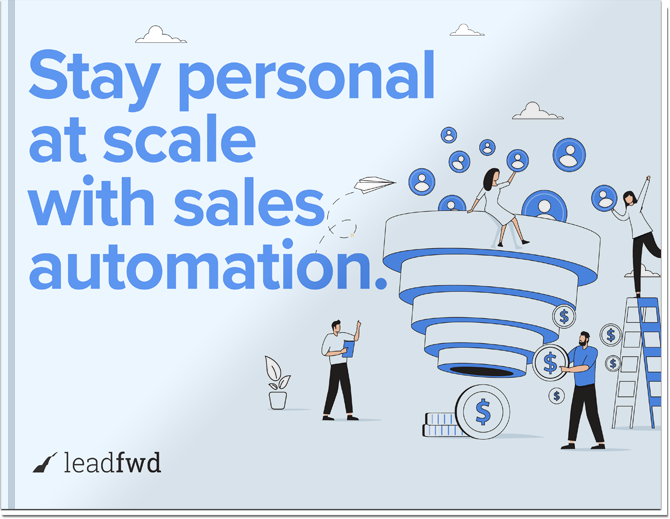 Stay personal
at scale
with sales
automation.
$
$
$
$
$
$
leadfwd